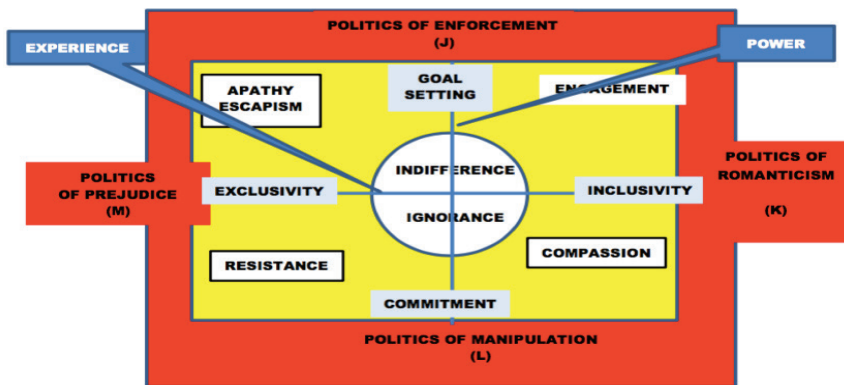 POLITICS OF ENFORCEMENT
(J)
EXPERIENCE
POWER
APATHY
ESCAPISM
GOAL
SETTING
ENGAGEMENT
INDIFFERENCE
POLITICS
OF PREJUDICE
(M)
EXCLUSIVITY
INCLUSIVITY
POLITICS OF
ROMANTICISM
(K)
IGNORANCE
RESISTANCE
COMPASSION
COMMITMENT
POLITICS OF MANIPULATION
(L)